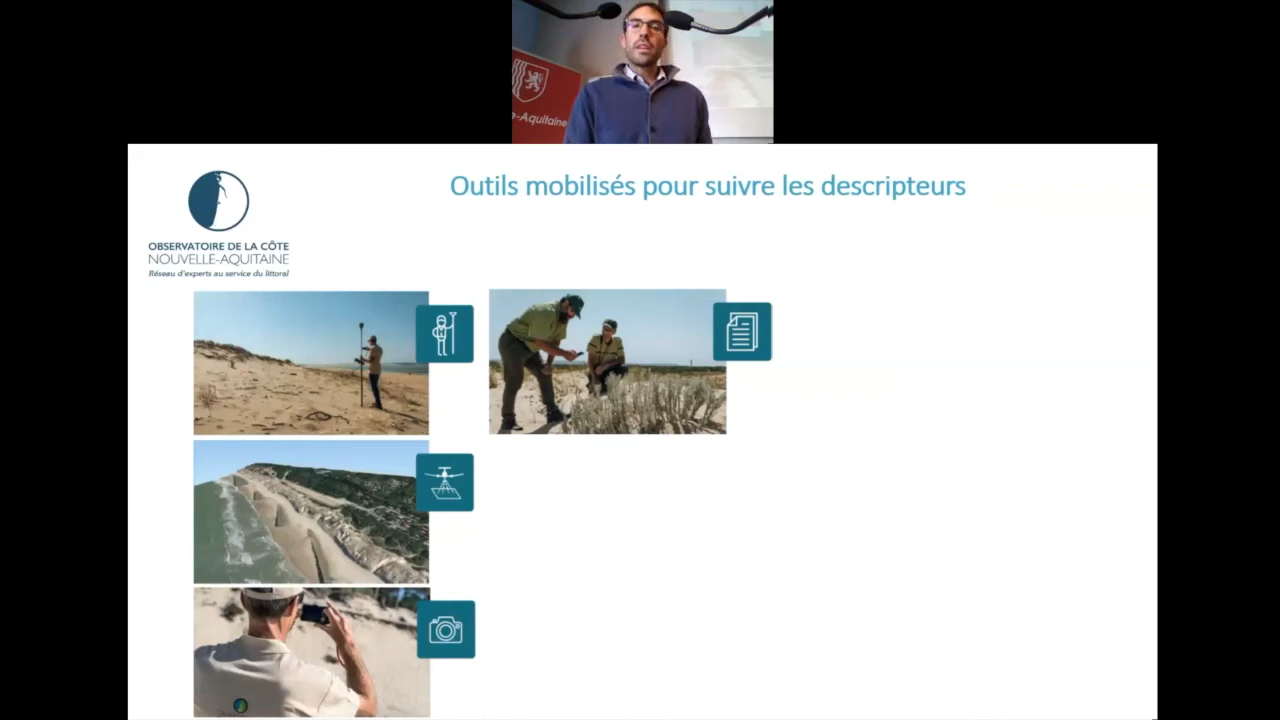 e-Aquitaine
Outils mobilisés pour suivre les descripteurs
OBSERVATOIRE DE LA CÔTE
NOUVELLE-AQUITAINE
Réseau d'experts au service du littoral